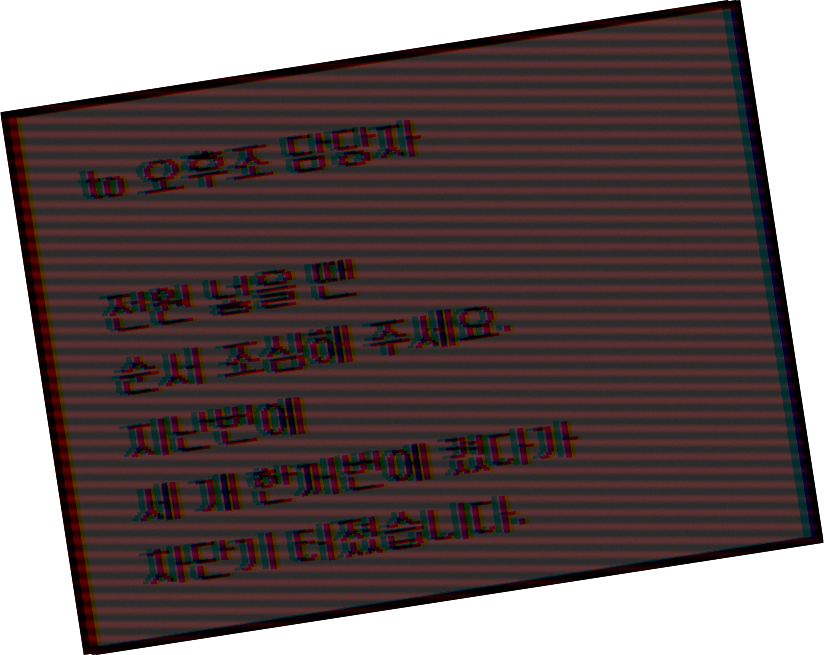 to 오후조 담당자
전원 넣을 땐
순서 조심해 주세요.
지난번에
세 개 한꺼번에 켰다가
차단기 터졌습니다.